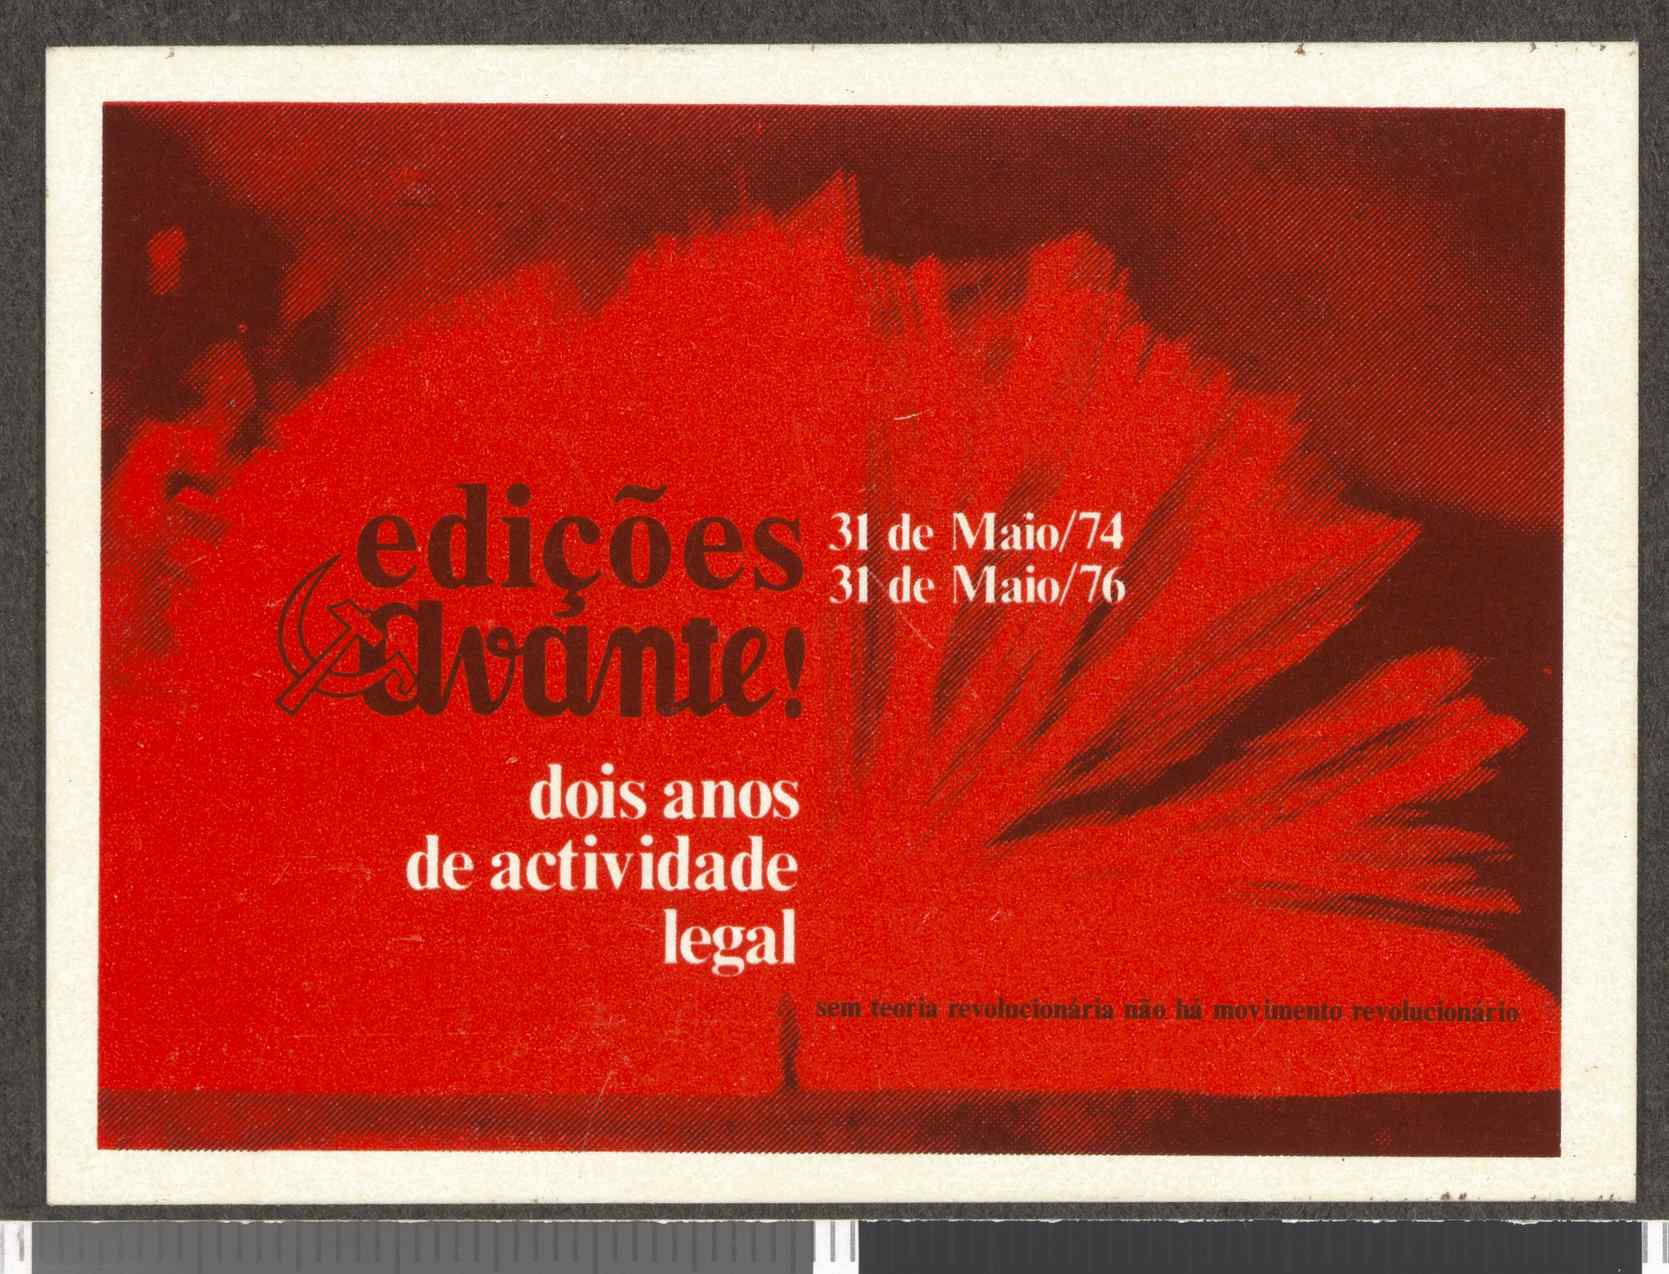 edições
avante!
31 de Maio/74
31 de Maio/76
dois anos
de actividade
legal
sem teoria revolucionária não há movimento revolucionário